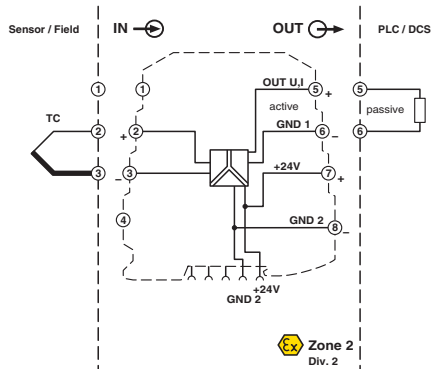 Sensor / Field
IN
OUT
PLC / DCS
OUT U,I
1
1
5
+
5
active
passive
TC
GND 1
2
+
2
6
−
6
+24V
3
−
3
7
+
4
GND 2
8
−
+24V
GND 2
Ex
Zone 2
Div. 2